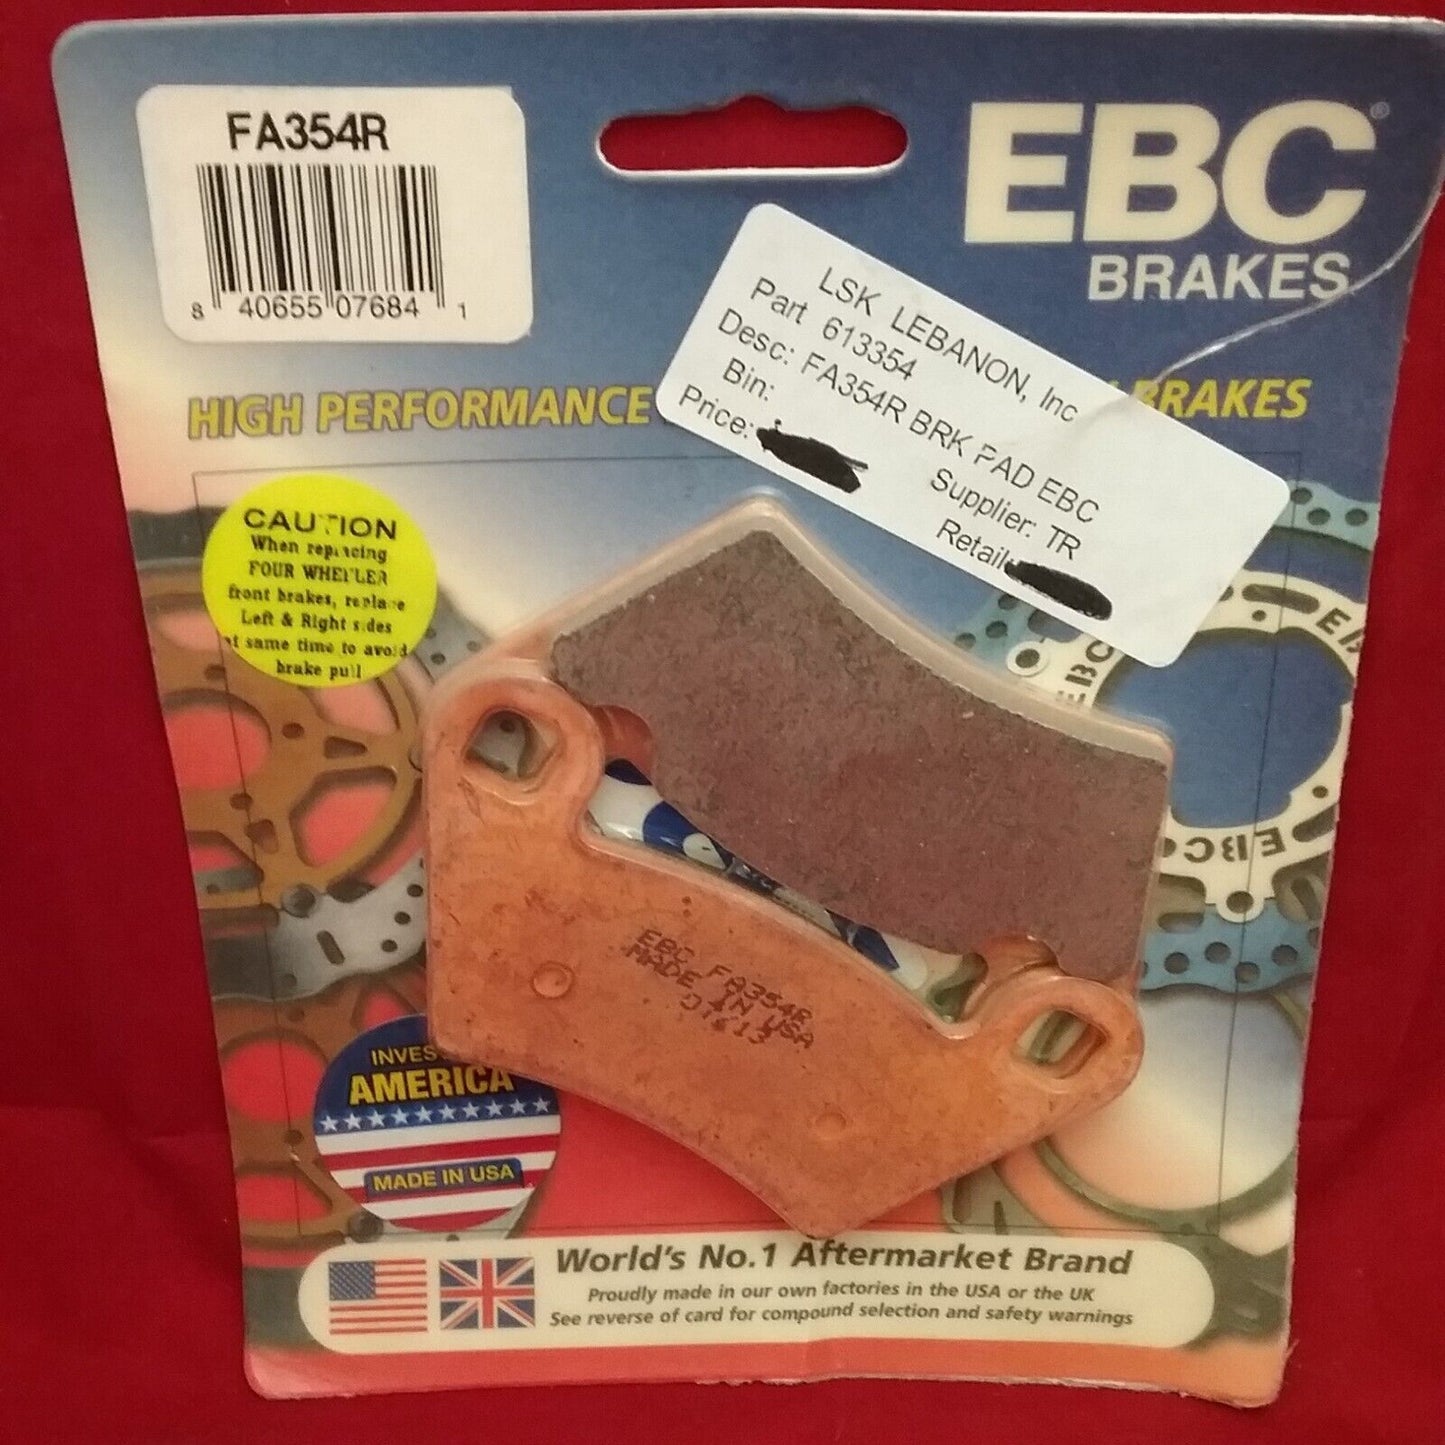 FA354R
8 40655 07684 1
EBC®
BRAKES
HIGH PERFORMANCE
BRAKES
LSK LEBANON, Inc
Part 613354
Desc: FA354R BRK PAD EBC
Bin:
Supplier: TR
Price:
Retail:
CAUTION
When replacing
FOUR WHEELER
front brakes, replace
Left & Right sides
at same time to avoid
brake pull
EBC
EBC
EBC FA354R
MADE IN USA
INVES
AMERICA
MADE IN USA
World's No.1 Aftermarket Brand
Proudly made in our own factories in the USA or the UK
See reverse of card for compound selection and safety warnings